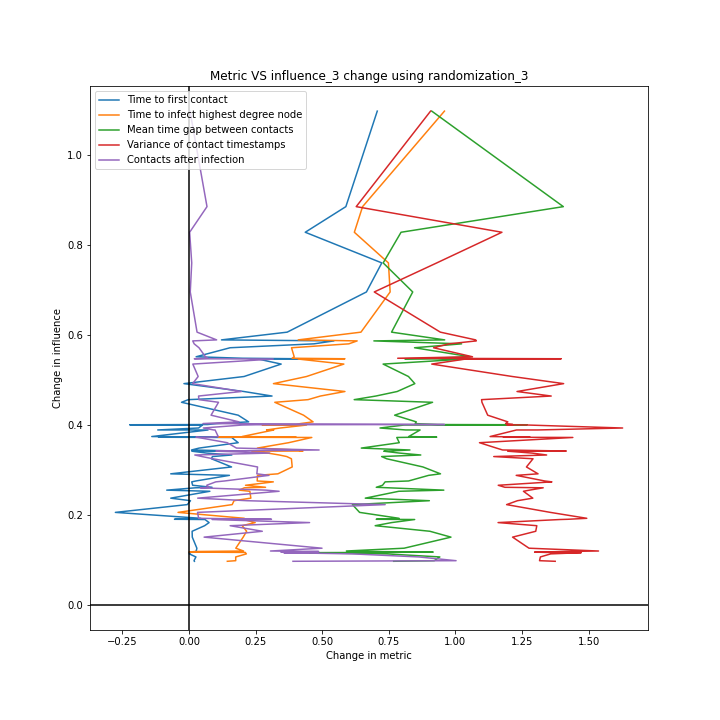 Metric VS influence_3 change using randomization_3
Time to first contact
Time to infect highest degree node
Mean time gap between contacts
Variance of contact timestamps
Contacts after infection
Change in influence
1.0
0.8
0.6
0.4
0.2
0.0
−0.25 0.00 0.25 0.50 0.75 1.00 1.25 1.50
Change in metric